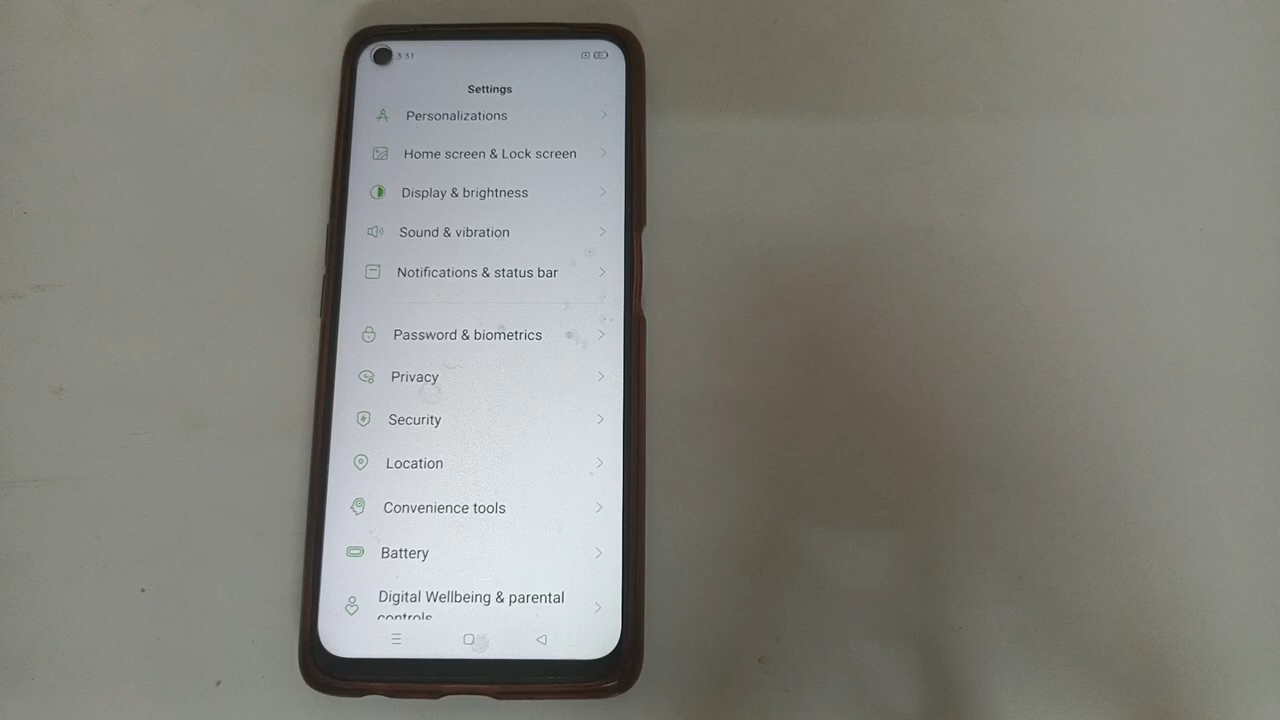 3:31
Settings
Personalizations
Home screen & Lock screen
Display & brightness
Sound & vibration
Notifications & status bar
Password & biometrics
Privacy
Security
Location
Convenience tools
Battery
Digital Wellbeing & parental
controls